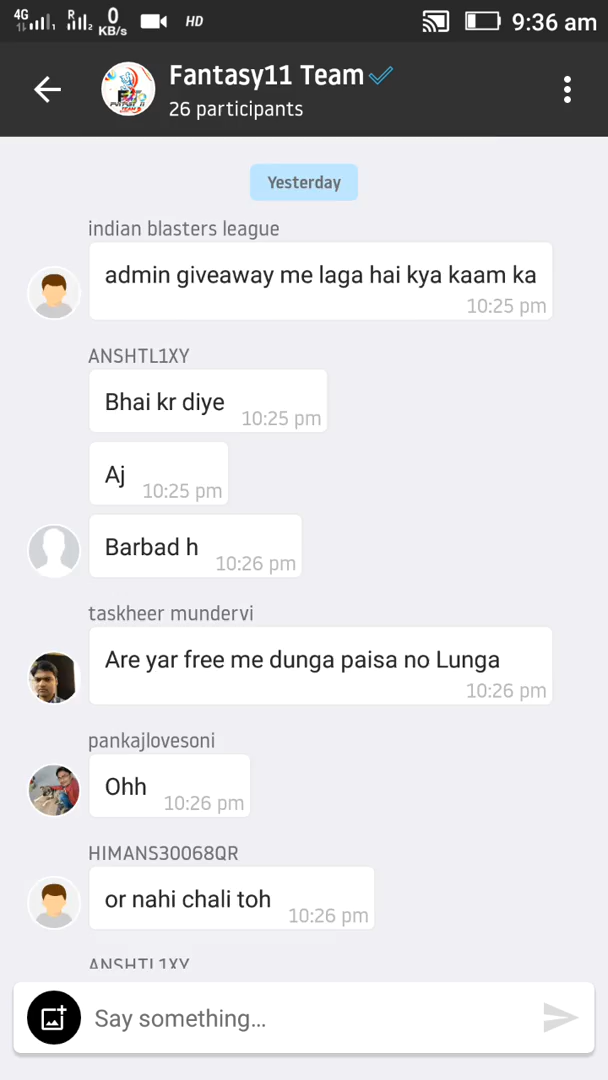 4G R 0 KB/s HD 9:36 am
Fantasy11 Team
26 participants
Yesterday
indian blasters league
admin giveaway me laga hai kya kaam ka
10:25 pm
ANSHTL1XY
Bhai kr diye
10:25 pm
Aj
10:25 pm
Barbad h
10:26 pm
taskheer mundervi
Are yar free me dunga paisa no Lunga
10:26 pm
pankajlovesoni
Ohh
10:26 pm
HIMANS30068QR
or nahi chali toh
10:26 pm
ANSHTL1XY
Say something...